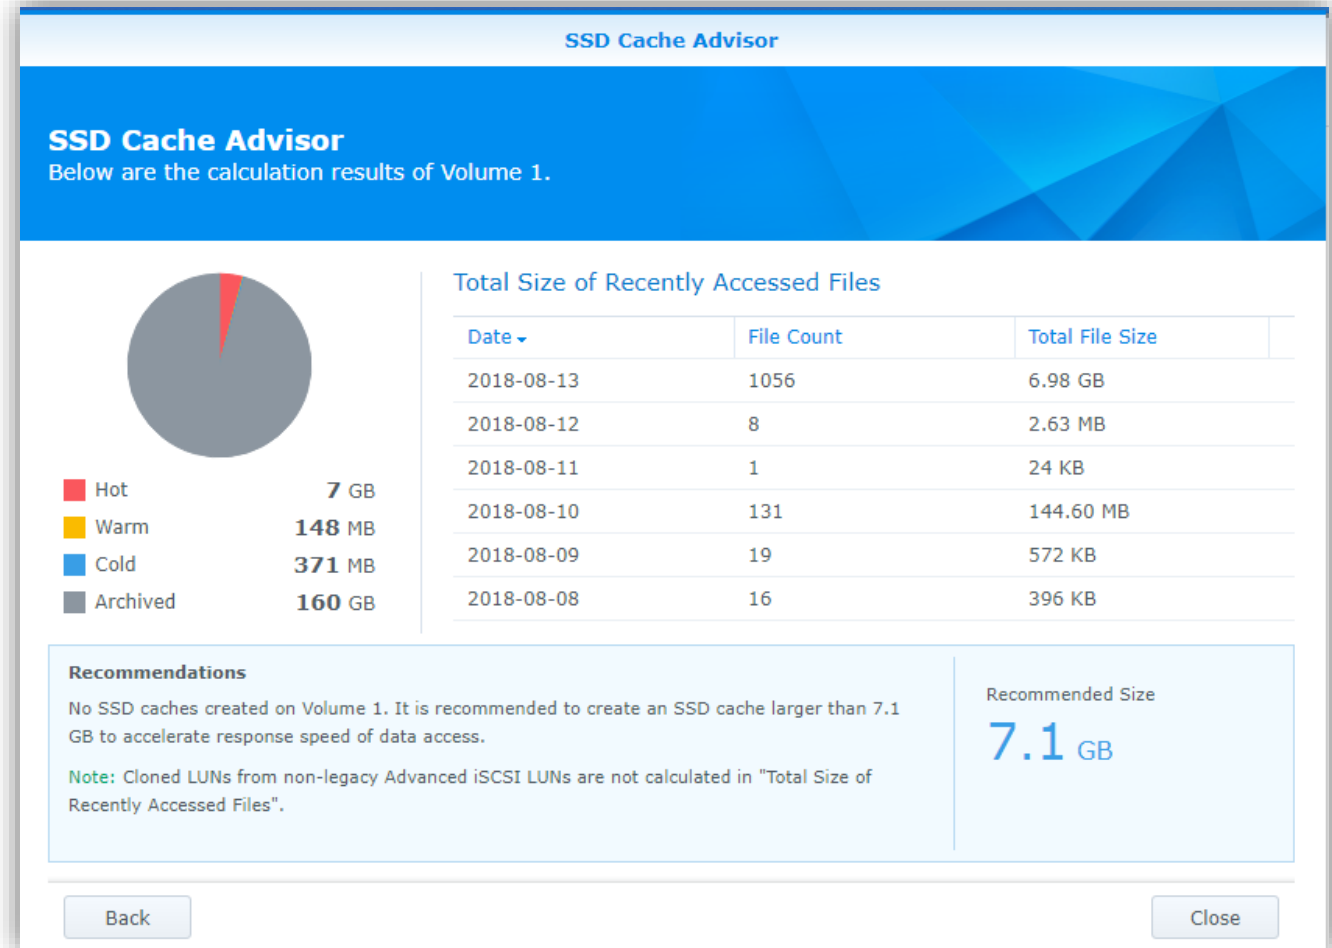 SSD Cache Advisor
SSD Cache Advisor
Below are the calculation results of Volume 1.
Hot 7 GB
Warm 148 MB
Cold 371 MB
Archived 160 GB
Total Size of Recently Accessed Files
Date File Count Total File Size
2018-08-13 1056 6.98 GB
2018-08-12 8 2.63 MB
2018-08-11 1 24 KB
2018-08-10 131 144.60 MB
2018-08-09 19 572 KB
2018-08-08 16 396 KB
Recommendations
No SSD caches created on Volume 1. It is recommended to create an SSD cache larger than 7.1
GB to accelerate response speed of data access.
Note: Cloned LUNs from non-legacy Advanced iSCSI LUNs are not calculated in "Total Size of
Recently Accessed Files".
Recommended Size
7.1 GB
Back
Close